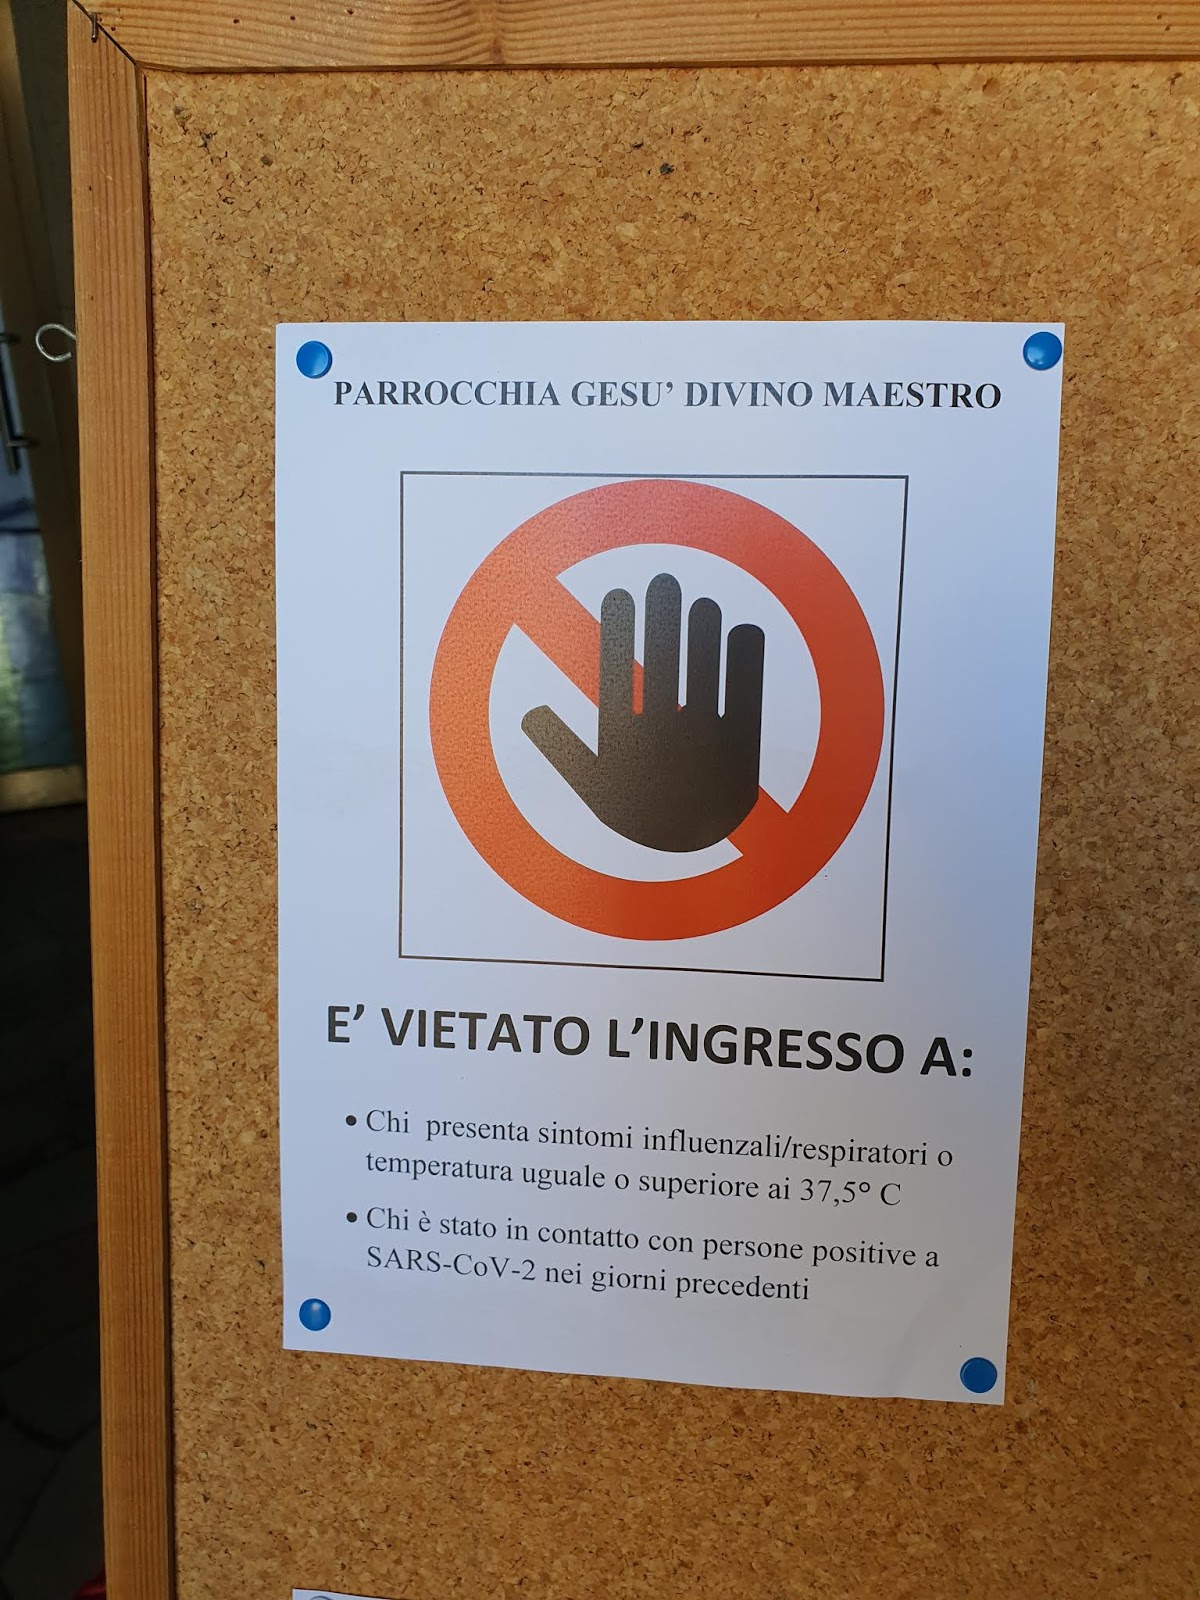 PARROCCHIA GESU’ DIVINO MAESTRO
E’ VIETATO L’INGRESSO A:
• Chi presenta sintomi influenzali/respiratori o
temperatura uguale o superiore ai 37,5° C
• Chi è stato in contatto con persone positive a
SARS-CoV-2 nei giorni precedenti